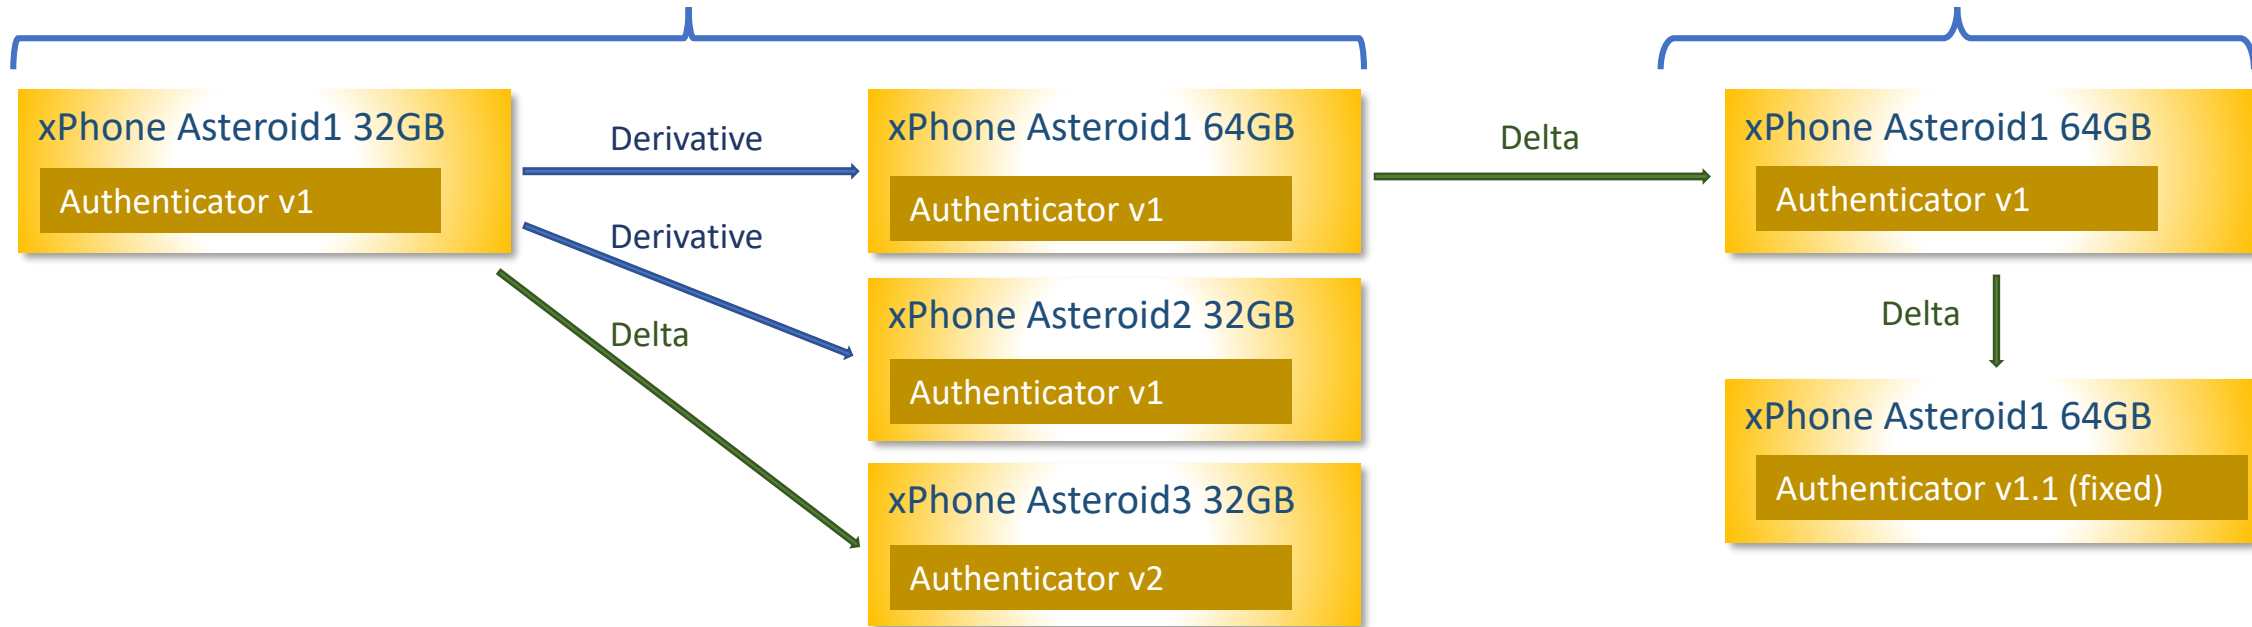 xPhone Asteroid1 32GB
Authenticator v1
Derivative
Derivative
Delta
xPhone Asteroid1 64GB
Authenticator v1
xPhone Asteroid2 32GB
Authenticator v1
xPhone Asteroid3 32GB
Authenticator v2
Delta
xPhone Asteroid1 64GB
Authenticator v1
Delta
xPhone Asteroid1 64GB
Authenticator v1.1 (fixed)